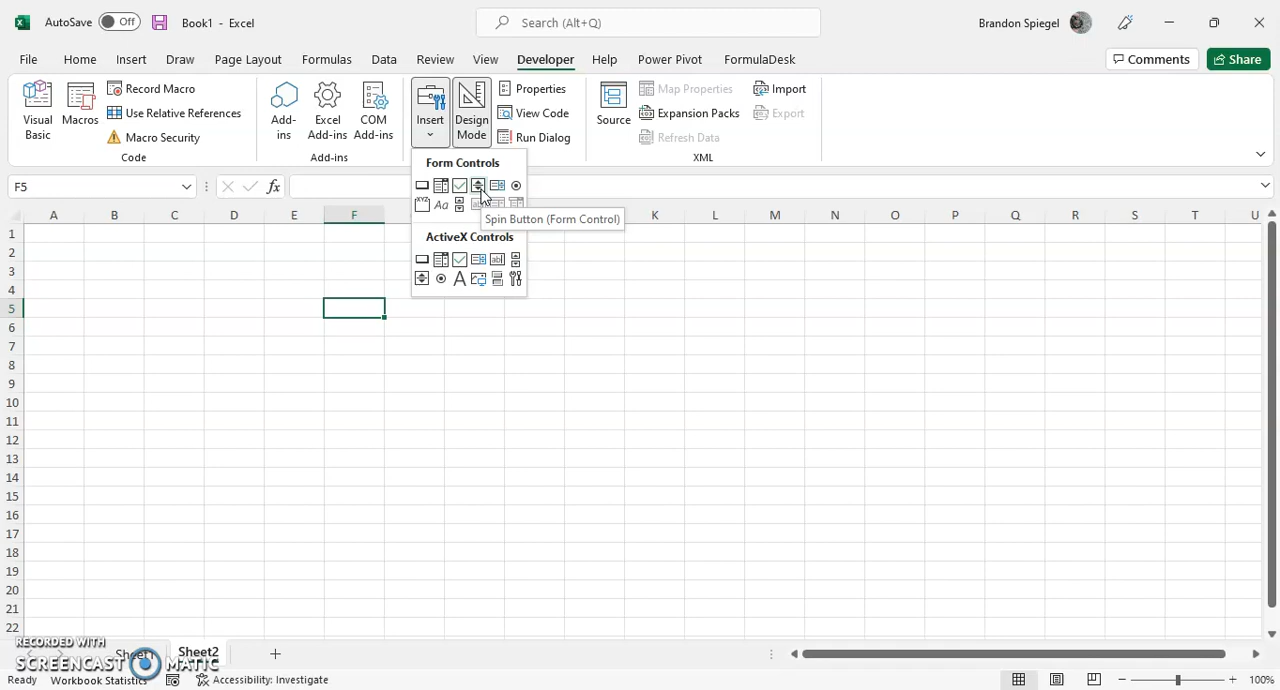 AutoSave Off Book1 - Excel Search (Alt+Q) Brandon Spiegel
File Home Insert Draw Page Layout Formulas Data Review View Developer Help Power Pivot FormulaDesk Comments Share
Visual Basic
Macros
Record Macro
Use Relative References
Macro Security
Code
Add-ins
Excel Add-ins
COM Add-ins
Add-ins
Insert
Design Mode
Properties
View Code
Run Dialog
Source
Map Properties
Expansion Packs
Refresh Data
Import
Export
XML
Form Controls
Aa
Spin Button (Form Control)
ActiveX Controls
F5 fx
A B C D E F K L M N O P Q R S T U
1
2
3
4
5
6
7
8
9
10
11
12
13
14
15
16
17
18
19
20
21
22
RECORDED WITH
SCREENCAST MATIC
Sheet1 Sheet2
Ready Workbook Statistics Accessibility: Investigate 100%